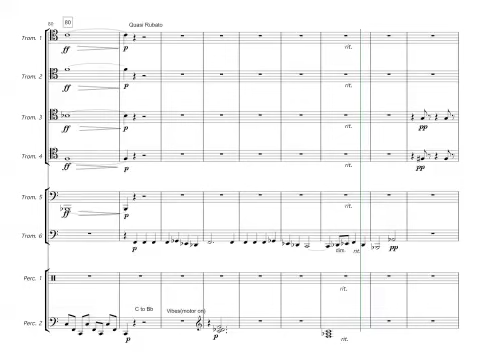 80
80
Quasi Rubato
Trom. 1
ff
p
rit.
Trom. 2
p
rit.
Trom. 3
ff
p
rit.
pp
Trom. 4
ff
p
rit.
pp
Trom. 5
ff
p
rit.
Trom. 6
p
dim.
rit.
pp
Perc. 1
rit.
C to Bb
Vibes(motor on)
Perc. 2
p
p
rit.